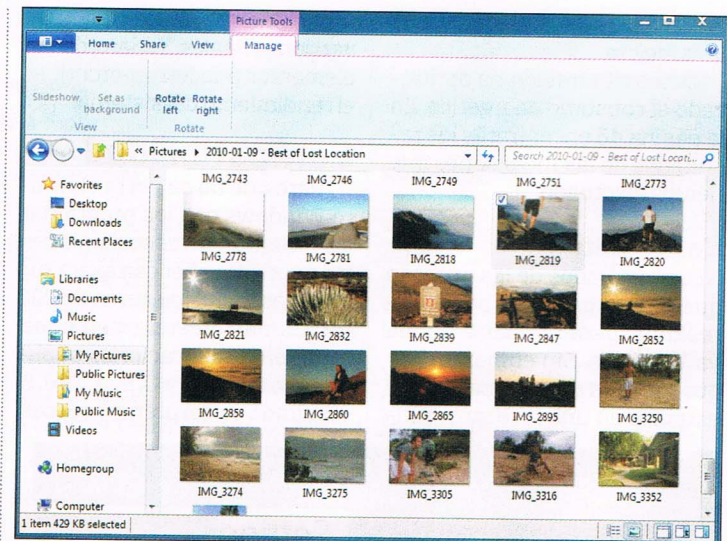 Picture Tools
Home Share View Manage
Slideshow Set as background Rotate left Rotate right
View Rotate
« Pictures 2010-01-09 - Best of Lost Location Search 2010-01-09 - Best of Lost Locati...
Favorites
Desktop
Downloads
Recent Places
Libraries
Documents
Music
Pictures
My Pictures
Public Pictures
My Music
Public Music
Videos
Homegroup
Computer
IMG_2743 IMG_2746 IMG_2749 IMG_2751 IMG_2773
IMG_2778 IMG_2781 IMG_2818 IMG_2819 IMG_2820
IMG_2821 IMG_2832 IMG_2839 IMG_2847 IMG_2852
IMG_2858 IMG_2860 IMG_2865 IMG_2895 IMG_3250
IMG_3274 IMG_3275 IMG_3305 IMG_3316 IMG_3352
1 item 429 KB selected